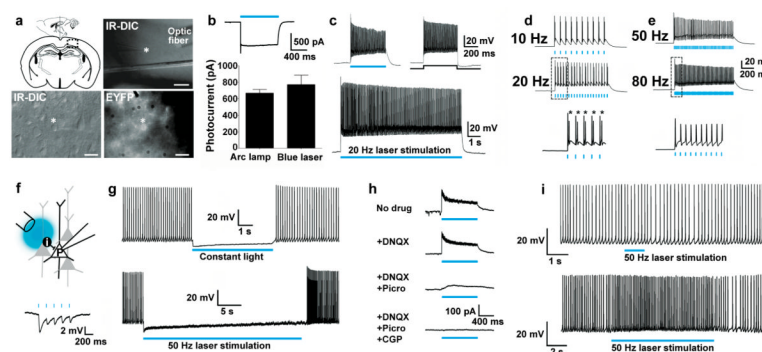 a
IR-DIC
Optic
fiber
*
IR-DIC
*
EYFP
*
b
500 pA
400 ms
Photocurrent (pA)
1000
800
600
400
200
0
Arc lamp
Blue laser
c
20 mV
200 ms
20 mV
1 s
20 Hz laser stimulation
d
10 Hz
20 Hz
* * * * *
e
50 Hz
80 Hz
20 mV
f
i
P
2 mV
200 ms
g
20 mV
1 s
Constant light
20 mV
5 s
50 Hz laser stimulation
h
No drug
+DNQX
+DNQX
+Picro
+DNQX
+Picro
+CGP
100 pA
400 ms
i
20 mV
1 s
50 Hz laser stimulation
20 mV
50 Hz laser stimulation